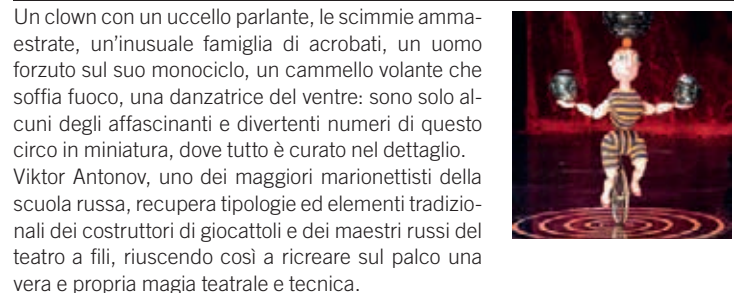 Un clown con un uccello parlante, le scimmie amma-
estrate, un'inusuale famiglia di acrobati, un uomo
forzuto sul suo monociclo, un cammello volante che
soffia fuoco, una danzatrice del ventre: sono solo al-
cuni degli affascinanti e divertenti numeri di questo
circo in miniatura, dove tutto è curato nel dettaglio.
Viktor Antonov, uno dei maggiori marionettisti della
scuola russa, recupera tipologie ed elementi tradizio-
nali dei costruttori di giocattoli e dei maestri russi del
teatro a fili, riuscendo così a ricreare sul palco una
vera e propria magia teatrale e tecnica.